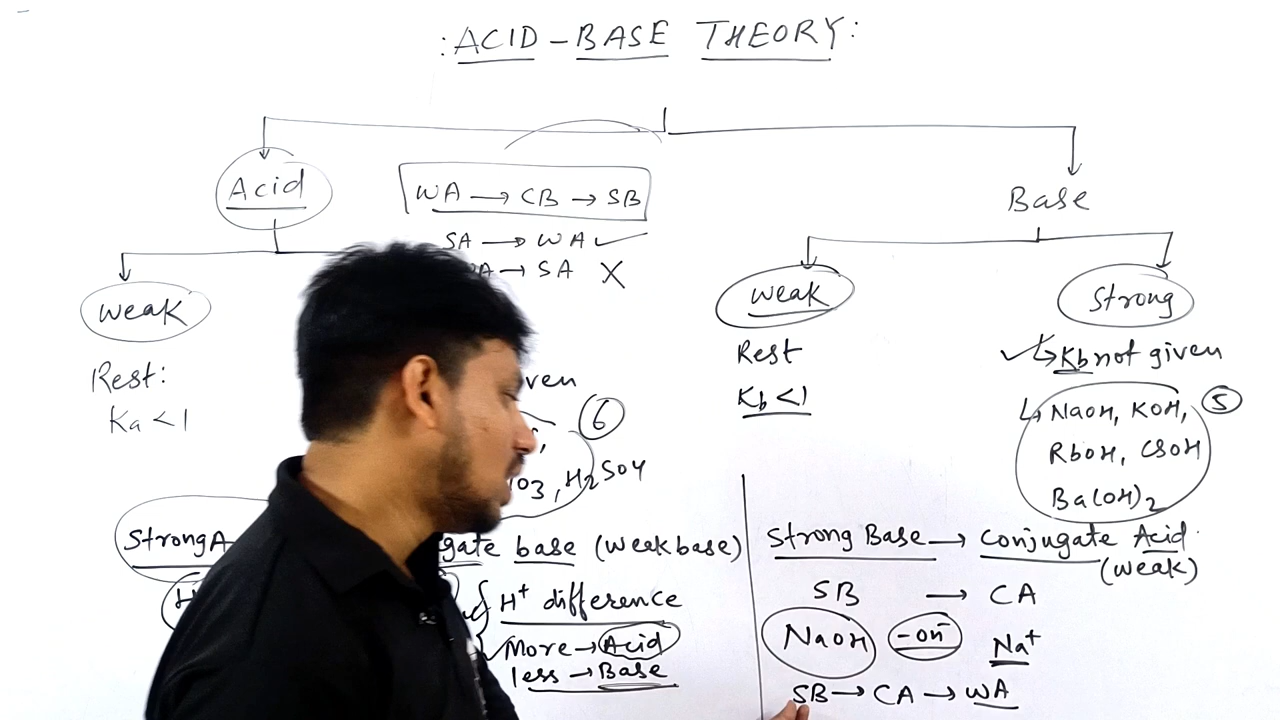 : ACID - BASE THEORY :
Acid
WA → CB → SB
Base
SA → WA ✓
→ SA X
weak
weak
Strong
Rest:
Ka < 1
Rest
Kb < 1
✓ ↳ Kb not given
↳ NaOH, KOH, 5
RbOH, CSOH
Ba(OH)2
6
, H2SO4
Strong A
base (weak base)
H+ difference
More → Acid
less → Base
Strong Base → Conjugate Acid
(weak)
SB → CA
NaOH -OH Na+
SB → CA → WA